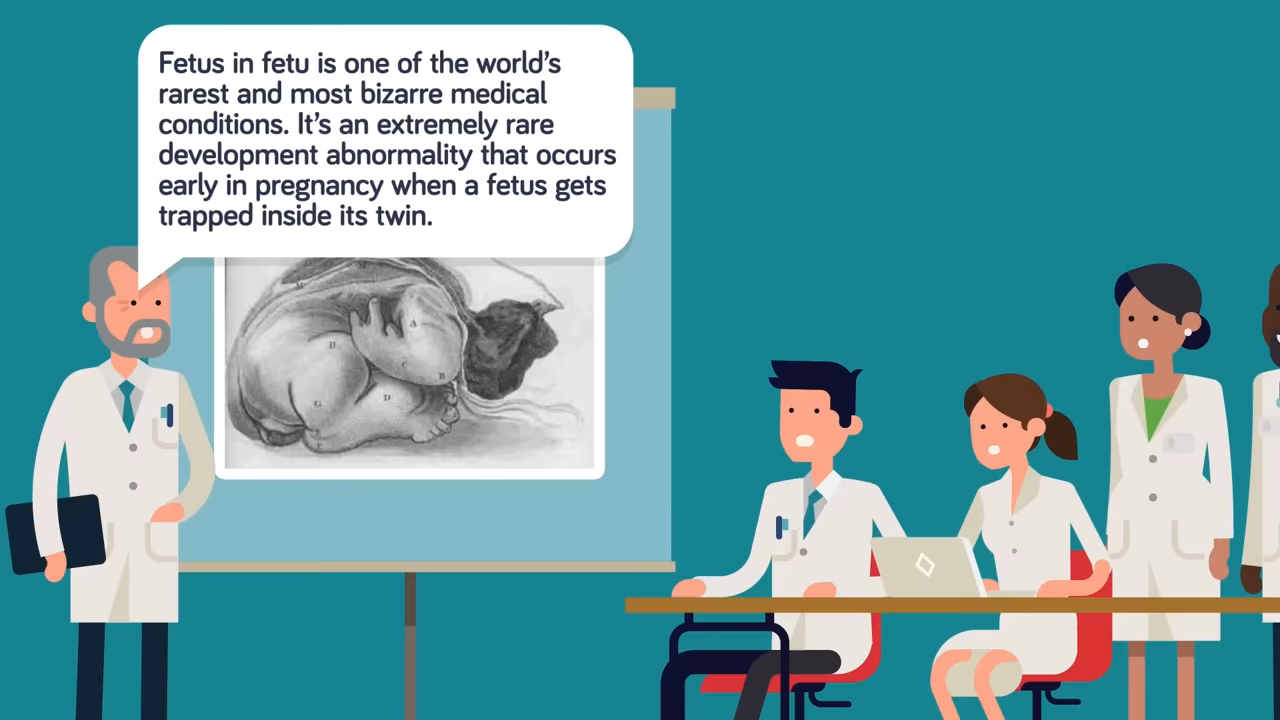 Fetus in fetu is one of the world's
rarest and most bizarre medical
conditions. It's an extremely rare
development abnormality that occurs
early in pregnancy when a fetus gets
trapped inside its twin.
A
H
C
B
D
G